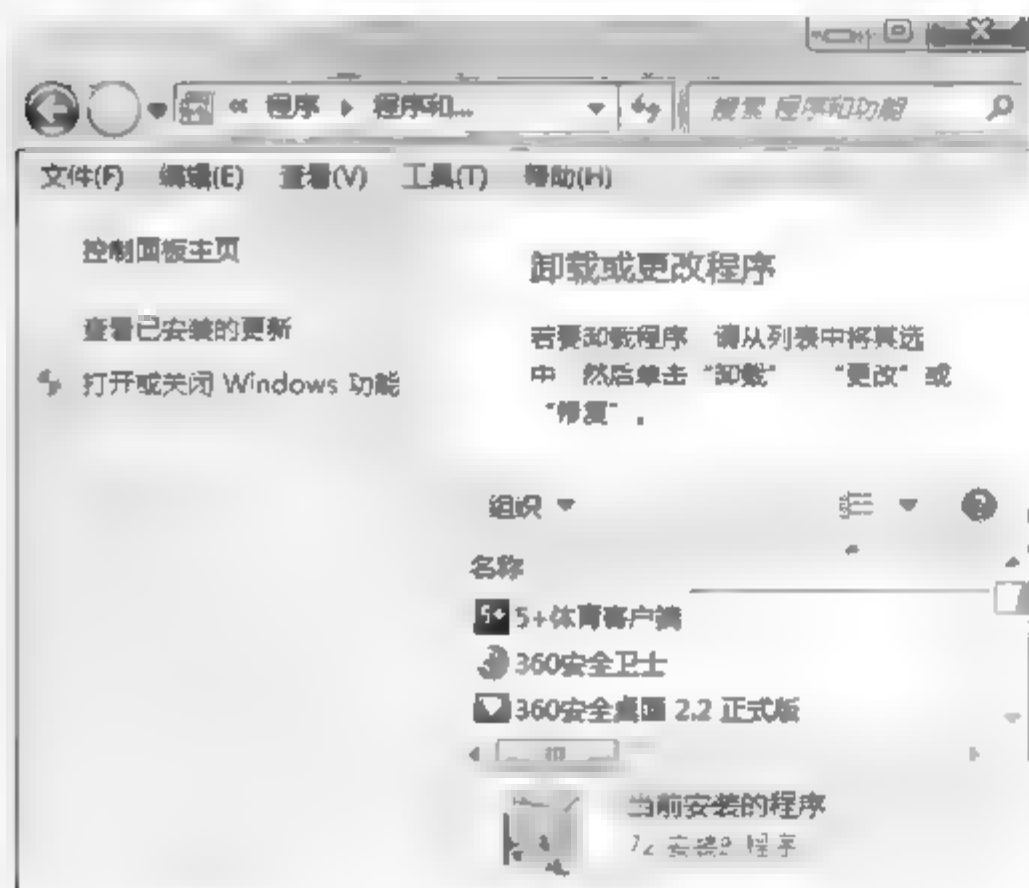 « 程序 ▸ 程序和... 搜索 程序和功能
文件(F) 编辑(E) 查看(V) 工具(T) 帮助(H)
控制面板主页
卸载或更改程序
查看已安装的更新
若要卸载程序 请从列表中将其选
打开或关闭 Windows 功能
中 然后单击“卸载” “更改”或
“修复”.
组织
名称
5+ 5+体育客户端
360安全卫士
360安全桌面 2.2 正式版
当前安装的程序
程序